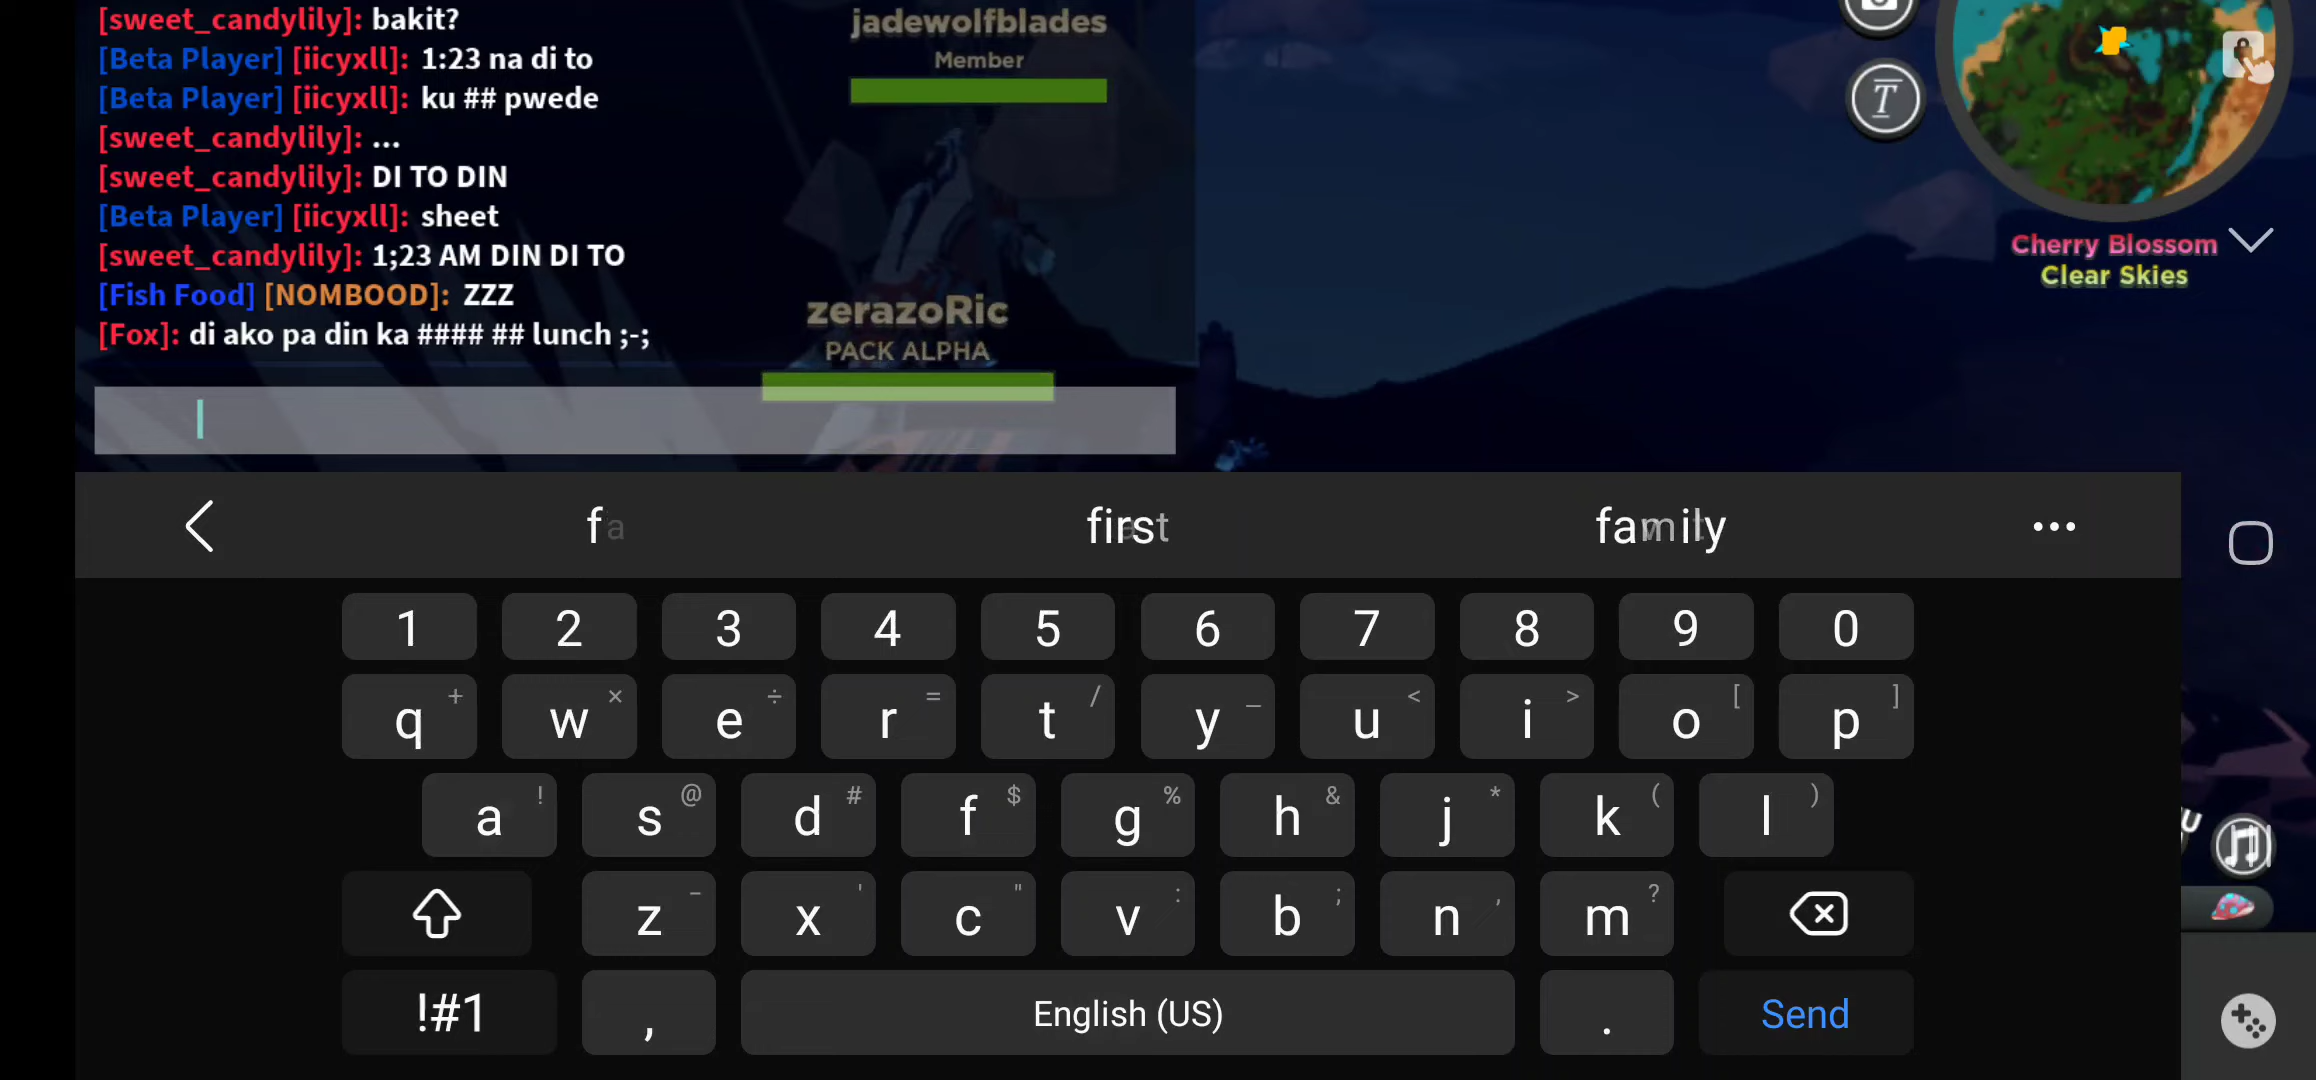 [sweet_candylily]: bakit?
[Beta Player] [iicyxll]: 1:23 na di to
[Beta Player] [iicyxll]: ku ## pwede
[sweet_candylily]: ...
[sweet_candylily]: DI TO DIN
[Beta Player] [iicyxll]: sheet
[sweet_candylily]: 1;23 AM DIN DI TO
[Fish Food] [NOMBOOD]: ZZZ
[Fox]: di ako pa din ka #### ## lunch ;-;
jadewolfblades
Member
zerazoRic
PACK ALPHA
T
Cherry Blossom
Clear Skies
first family
1 2 3 4 5 6 7 8 9 0
q + w × e ÷ r = t / y _ u < i > o [ p ]
a ! s @ d # f $ g % h & j * k ( l )
z - x ' c " v : b ; n , m ?
!#1 , English (US) . Send